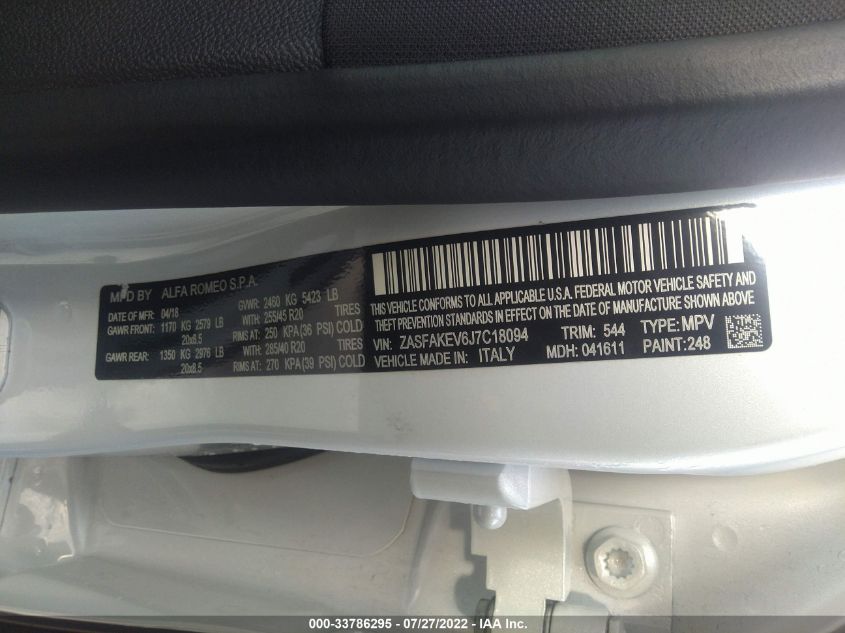 MFD BY ALFA ROMEO S.P.A.
DATE OF MFR: 04/18 GVWR: 2460 KG 5423 LB
GAWR FRONT: 1170 KG 2579 LB WITH: 255/45 R20 TIRES
20x8.5 RIMS AT: 250 KPA(36 PSI) COLD
GAWR REAR: 1350 KG 2976 LB WITH: 285/40 R20 TIRES
20x8.5 RIMS AT: 270 KPA(39 PSI) COLD
THIS VEHICLE CONFORMS TO ALL APPLICABLE U.S.A. FEDERAL MOTOR VEHICLE SAFETY AND
THEFT PREVENTION STANDARDS IN EFFECT ON THE DATE OF MANUFACTURE SHOWN ABOVE
VIN: ZASFAKEV6J7C18094 TRIM: 544 TYPE: MPV
VEHICLE MADE IN: ITALY MDH: 041611 PAINT: 248
000-33786295 - 07/27/2022 - IAA Inc.